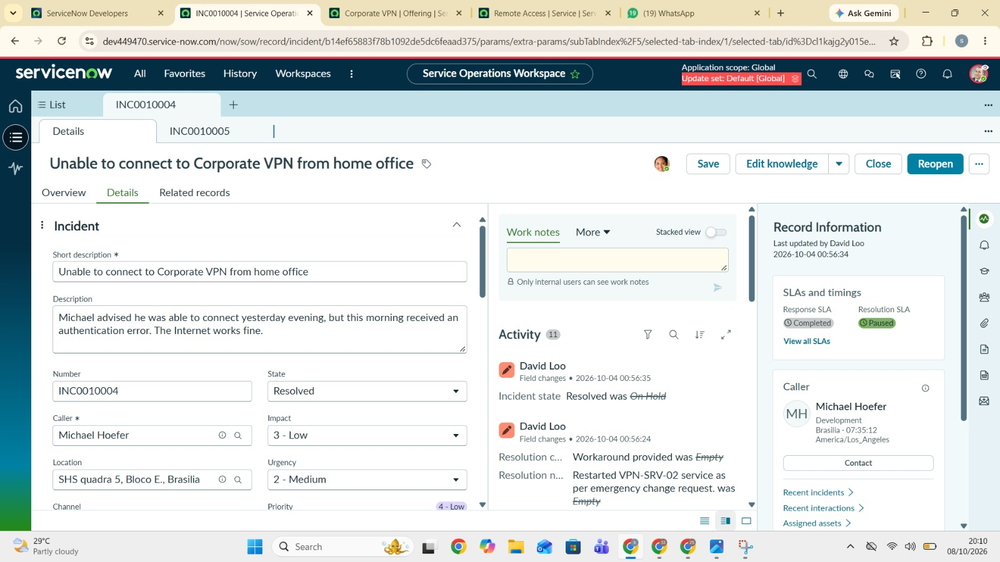 ServiceNow Developers
INC0010004 | Service Operatio
Corporate VPN | Offering | Se
Remote Access | Service | Serv
19
(19) WhatsApp
Ask Gemini
dev449470.service-now.com/now/sow/record/incident/b14ef65883f78b1092de5dc6feaad375/params/extra-params/subTabIndex%2F5/selected-tab-index/1/selected-tab/id%3Dcl1kajg2y015e...
S
servicenow
All
Favorites
History
Workspaces
Service Operations Workspace
Application scope: Global
Update set: Default [Global]
List
INC0010004
Details
INC0010005
Unable to connect to Corporate VPN from home office
Save
Edit knowledge
Close
Reopen
Overview
Details
Related records
Incident
Short description *
Unable to connect to Corporate VPN from home office
Description
Michael advised he was able to connect yesterday evening, but this morning received an
authentication error. The Internet works fine.
Number
State
INC0010004
Resolved
Caller *
Impact
Michael Hoefer
3 - Low
Location
Urgency
SHS quadra 5, Bloco E., Brasilia
2 - Medium
Channel
Priority
4 - Low
Work notes
More
Stacked view
Only internal users can see work notes
Activity 11
David Loo
Field changes • 2026-10-04 00:56:35
Incident state Resolved was On Hold
David Loo
Field changes • 2026-10-04 00:56:24
Resolution c... Workaround provided was Empty
Resolution n... Restarted VPN-SRV-02 service as
per emergency change request. was
Empty
Record Information
Last updated by David Loo
2026-10-04 00:56:34
SLAs and timings
Response SLA
Resolution SLA
Completed
Paused
View all SLAs
Caller
MH
Michael Hoefer
Development
Brasilia · 07:35:12
America/Los_Angeles
Contact
Recent incidents
Recent interactions
Assigned assets
29°C
Partly cloudy
Search
20:10
08/10/2026